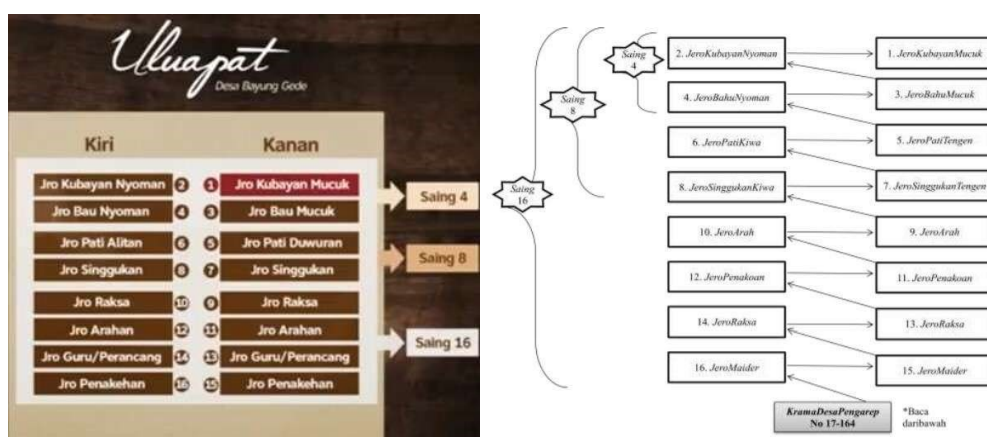 Uluapat
Desa Bayung Gede
Kiri Kanan
Jro Kubayan Nyoman 2 1 Jro Kubayan Mucuk
Jro Bau Nyoman 4 3 Jro Bau Mucuk
Saing 4
Jro Pati Alitan 6 5 Jro Pati Duwuran
Jro Singgukan 8 7 Jro Singgukan
Saing 8
Jro Raksa 10 9 Jro Raksa
Jro Arahan 12 11 Jro Arahan
Jro Guru/Perancang 14 13 Jro Guru/Perancang
Jro Penakehan 16 15 Jro Penakehan
Saing 16
Saing
4
Saing
8
Saing
16
2. JeroKubayanNyoman 1. JeroKubayanMucuk
4. JeroBahuNyoman 3. JeroBahuMucuk
6. JeroPatiKiwa 5. JeroPatiTengen
8. JeroSinggukanKiwa 7. JeroSinggukanTengen
10. JeroArah 9. JeroArah
12. JeroPenakoan 11. JeroPenakoan
14. JeroRaksa 13. JeroRaksa
16. JeroMaider 15. JeroMaider
KramaDesaPengarep
No 17-164
*Baca
daribawah